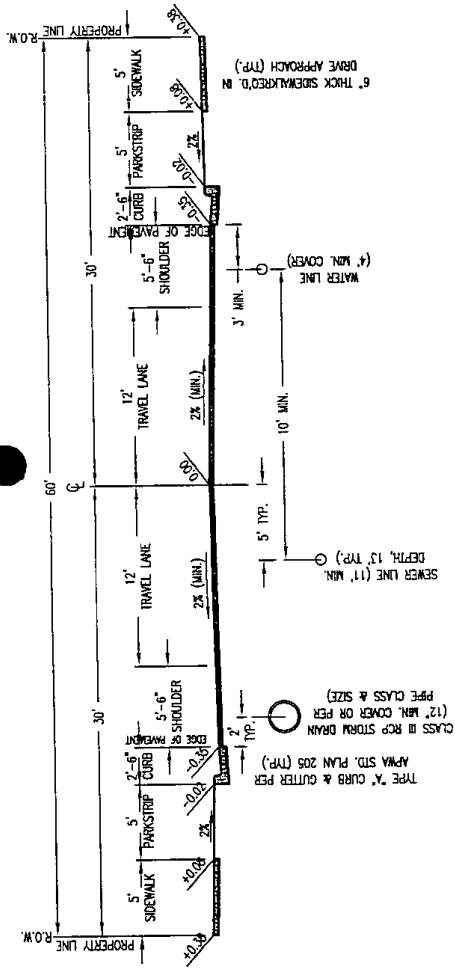 60'
30'
30'
R.O.W.
PROPERTY LINE
5'
SIDEWALK
5'
PARKSTRIP
2'-6"
CURB
EDGE OF PAVEMENT
5'-6"
SHOULDER
12'
TRAVEL LANE
℄
12'
TRAVEL LANE
5'-6"
SHOULDER
EDGE OF PAVEMENT
2'-6"
CURB
5'
PARKSTRIP
5'
SIDEWALK
PROPERTY LINE
R.O.W.
+0.38
+0.08
2%
-0.02
-0.35
2% (MIN.)
0.00
2% (MIN.)
-0.35
-0.02
2%
+0.08
+0.38
2'
TYP.
5' TYP.
10' MIN.
3' MIN.
TYPE "A" CURB & GUTTER PER
APWA STD. PLAN 205 (TYP.)
CLASS III RCP STORM DRAIN
(12" MIN. COVER OR PER
PIPE CLASS & SIZE)
SEWER LINE (11' MIN.
DEPTH, 13' TYP.)
WATER LINE
(4' MIN. COVER)
6" THICK SIDEWALKREQ'D. IN
DRIVE APPROACH (TYP.)